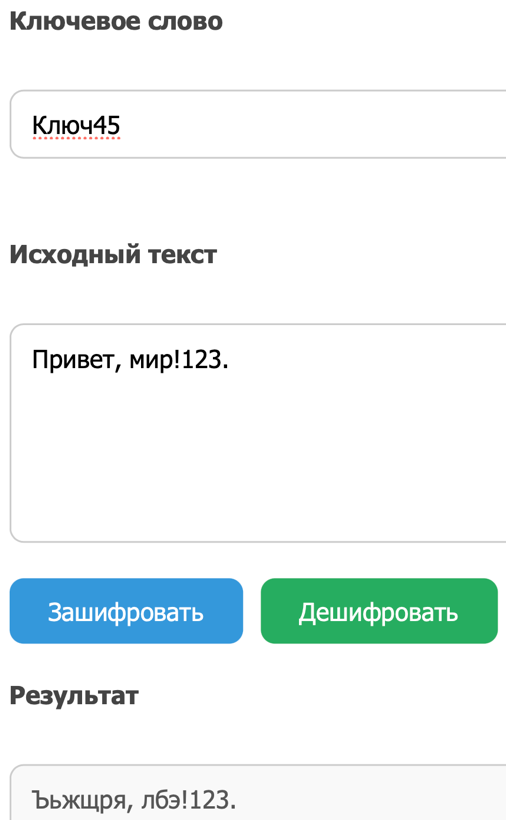 Ключевое слово
Ключ45
Исходный текст
Привет, мир!123.
Зашифровать Дешифровать
Результат
Ъьжщря, лбэ!123.